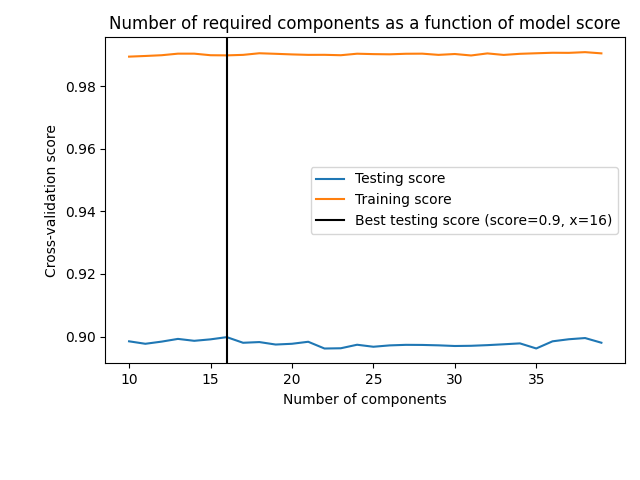 Number of required components as a function of model score
Cross-validation score
0.98
0.96
0.94
0.92
0.90
Testing score
Training score
Best testing score (score=0.9, x=16)
10 15 20 25 30 35
Number of components